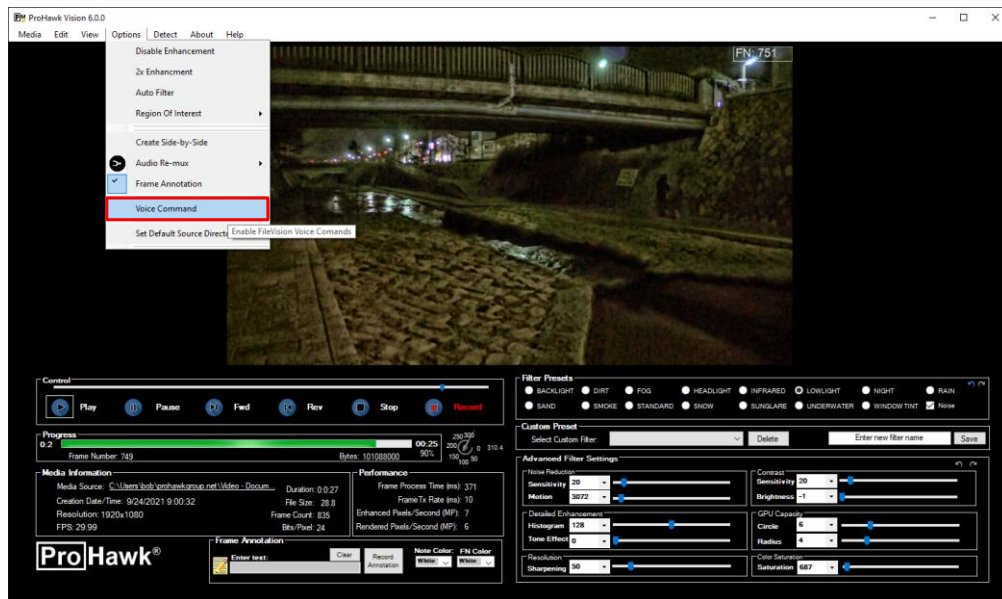 ProHawk Vision 6.0.0
Media Edit View Options Detect About Help
Disable Enhancement
2x Enhancment
Auto Filter
Region Of Interest
Create Side-by-Side
Audio Re-mux
Frame Annotation
Voice Command
Set Default Source Direct
Enable FileVision Voice Comands
FN: 751
Control
Play Pause Fwd Rev Stop Record
Progress
0:2 00:25
Frame Number: 749 Bytes: 101088000 90%
250 300
200 0 310.4
150 100 50
Media Information
Media Source: C:\Users\bob\prohawkgroup.net\Video - Docum... Duration: 0:0:27
Creation Date/Time: 9/24/2021 9:00:32 File Size: 28.8
Resolution: 1920x1080 Frame Count: 835
FPS: 29.99 Bits/Pixel: 24
Performance
Frame Process Time (ms): 371
Frame Tx Rate (ms): 10
Enhanced Pixels/Second (MP): 7
Rendered Pixels/Second (MP): 6
ProHawk®
Frame Annotation
Enter text: Clear Record Annotation
Note Color: FN Color
White White
Filter Presets
BACKLIGHT DIRT FOG HEADLIGHT INFRARED LOWLIGHT NIGHT RAIN
SAND SMOKE STANDARD SNOW SUNGLARE UNDERWATER WINDOW TINT Noise
Custom Preset
Select Custom Filter: Delete Enter new filter name Save
Advanced Filter Settings
Noise Reduction
Sensitivity 20
Motion 3072
Contrast
Sensitivity 20
Brightness -1
Detailed Enhancement
Histogram 128
Tone Effect 0
GPU Capacity
Circle 6
Radius 4
Resolution
Sharpening 50
Color Saturation
Saturation 687